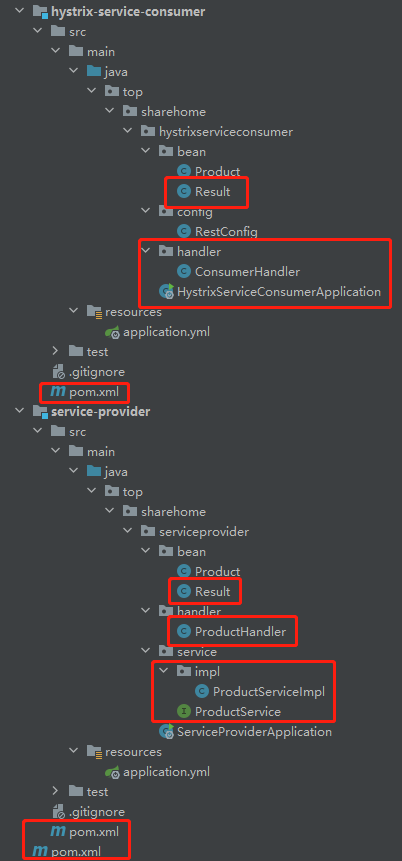 hystrix-service-consumer
src
main
java
top
sharehome
hystrixserviceconsumer
bean
Product
Result
config
RestConfig
handler
ConsumerHandler
HystrixServiceConsumerApplication
resources
application.yml
test
.gitignore
pom.xml
service-provider
src
main
java
top
sharehome
serviceprovider
bean
Product
Result
handler
ProductHandler
service
impl
ProductServiceImpl
ProductService
ServiceProviderApplication
resources
application.yml
test
.gitignore
pom.xml
pom.xml